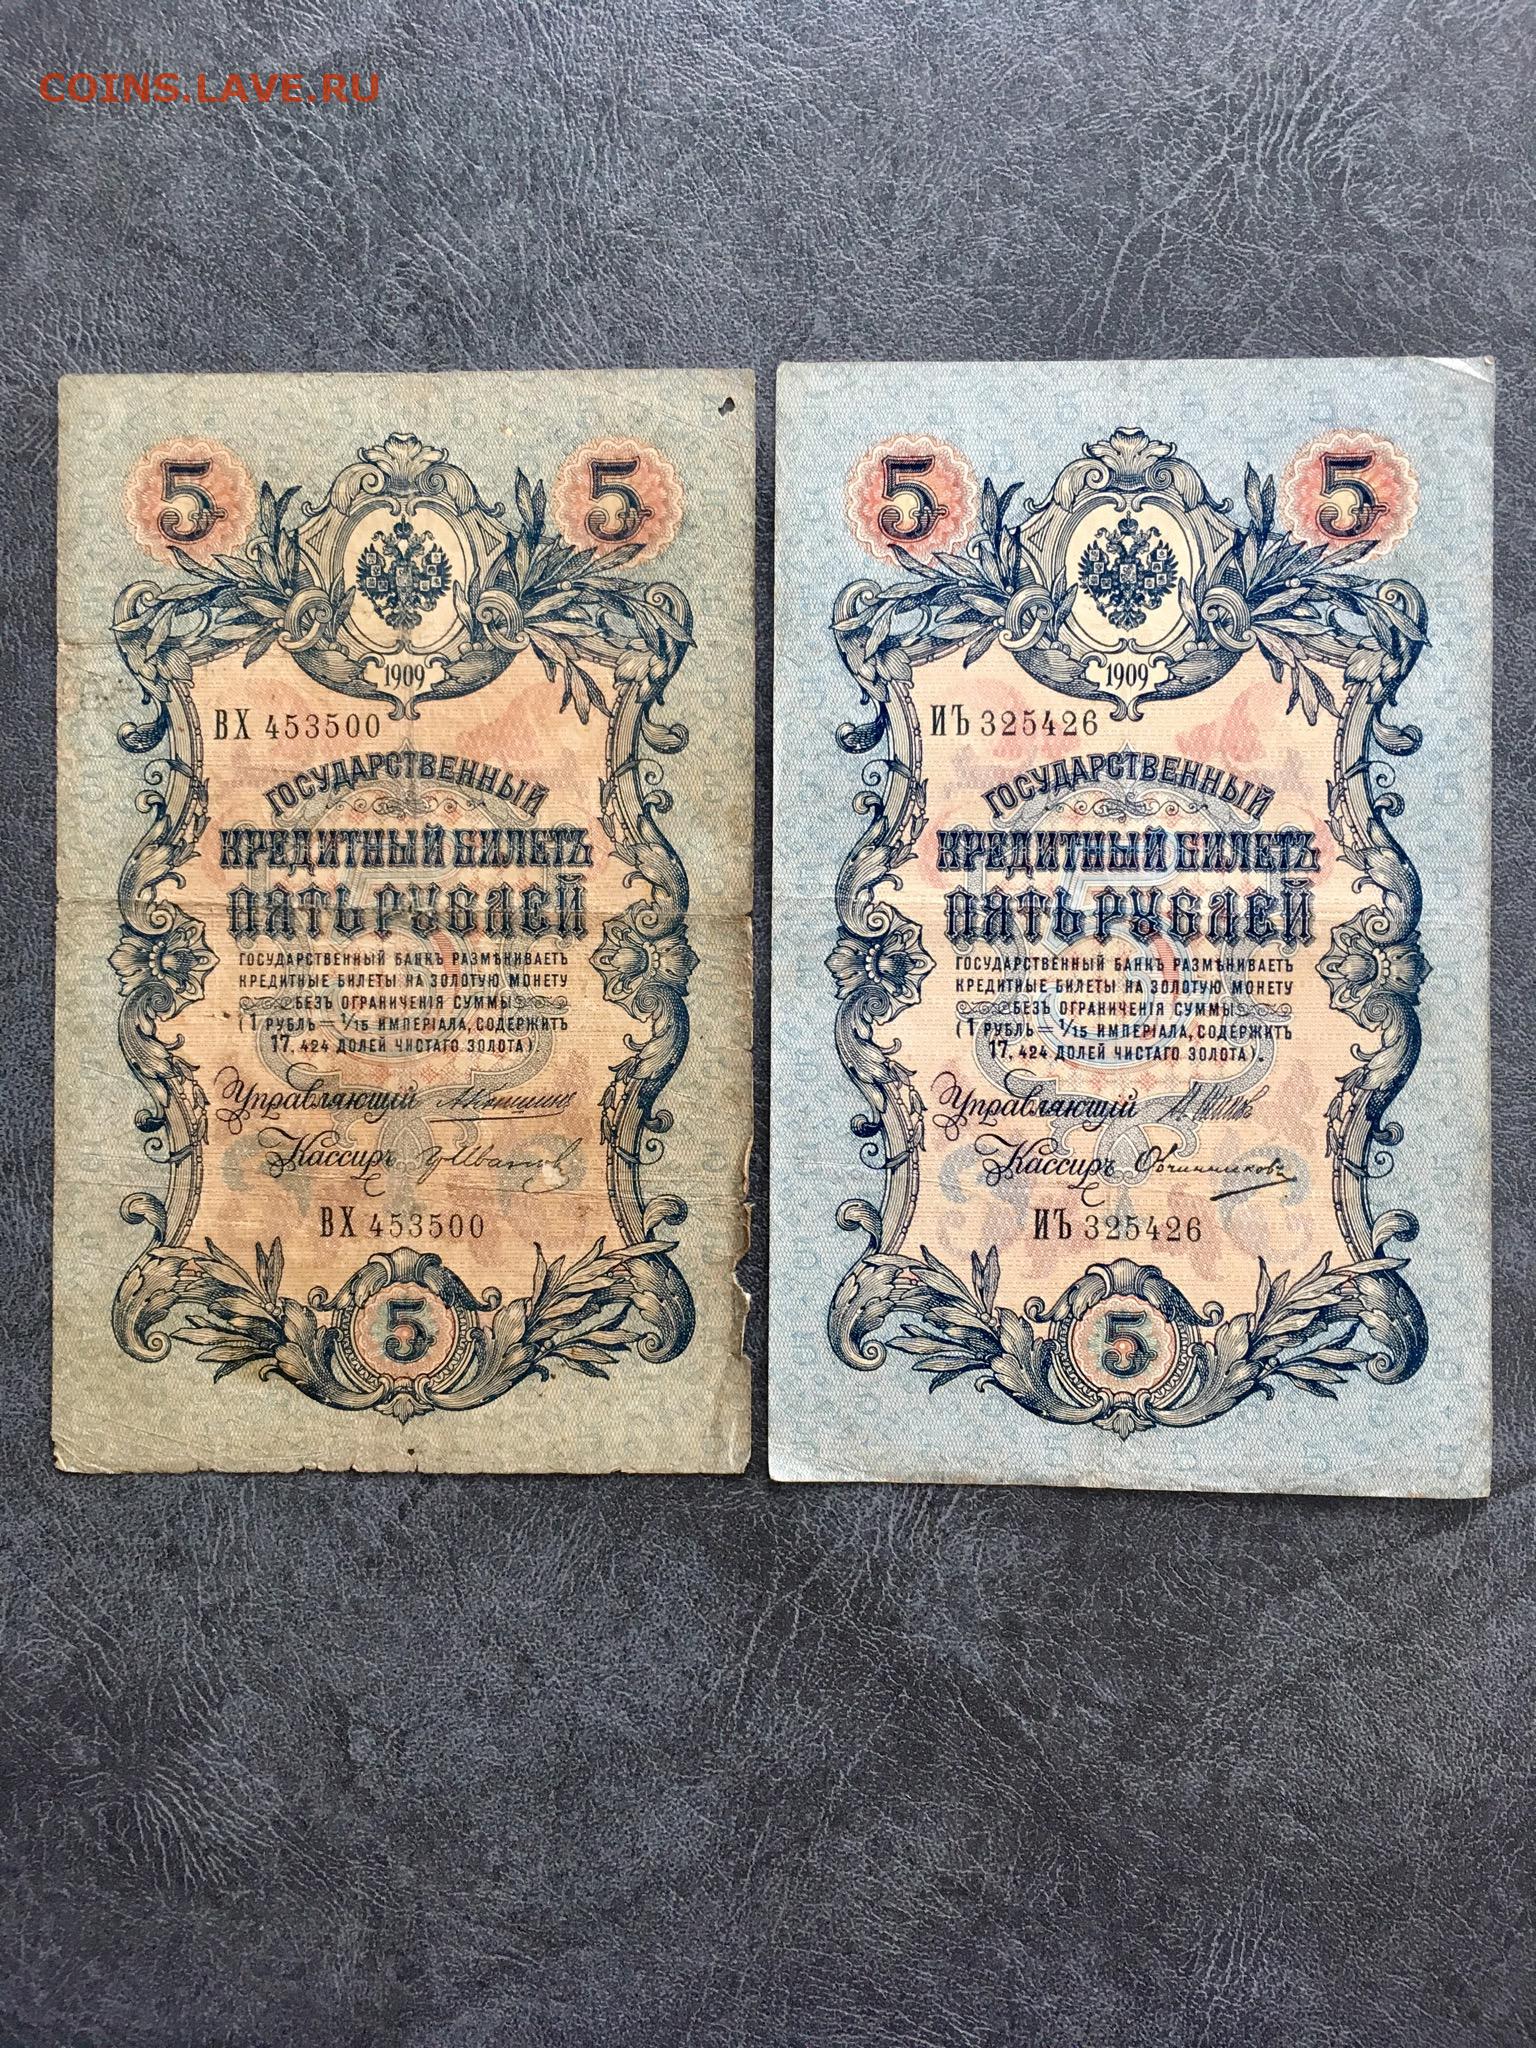 COINS.LAVE.RU
5
5
1909
ВХ 453500
ГОСУДАРСТВЕННЫЙ
КРЕДИТНЫЙ БИЛЕТЪ
ПЯТЬ РУБЛЕЙ
ГОСУДАРСТВЕННЫЙ БАНКЪ РАЗМѢНИВАЕТЪ
КРЕДИТНЫЕ БИЛЕТЫ НА ЗОЛОТУЮ МОНЕТУ
БЕЗЪ ОГРАНИЧЕНІЯ СУММЫ
(1 РУБЛЬ = 1/15 ИМПЕРІАЛА, СОДЕРЖИТЪ
17,424 ДОЛЕЙ ЧИСТАГО ЗОЛОТА).
Управляющій
Кассиръ ГрИванов
ВХ 453500
5
5
5
1909
ИЪ 325426
ГОСУДАРСТВЕННЫЙ
КРЕДИТНЫЙ БИЛЕТЪ
ПЯТЬ РУБЛЕЙ
ГОСУДАРСТВЕННЫЙ БАНКЪ РАЗМѢНИВАЕТЪ
КРЕДИТНЫЕ БИЛЕТЫ НА ЗОЛОТУЮ МОНЕТУ
БЕЗЪ ОГРАНИЧЕНІЯ СУММЫ
(1 РУБЛЬ = 1/15 ИМПЕРІАЛА, СОДЕРЖИТЪ
17,424 ДОЛЕЙ ЧИСТАГО ЗОЛОТА).
Управляющій
Кассиръ Овчинниковъ
ИЪ 325426
5